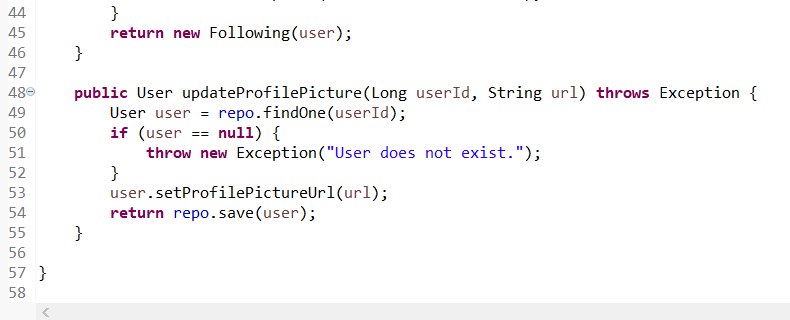 44 }
45 return new Following(user);
46 }
47
48 public User updateProfilePicture(Long userId, String url) throws Exception {
49 User user = repo.findOne(userId);
50 if (user == null) {
51 throw new Exception("User does not exist.");
52 }
53 user.setProfilePictureUrl(url);
54 return repo.save(user);
55 }
56
57 }
58